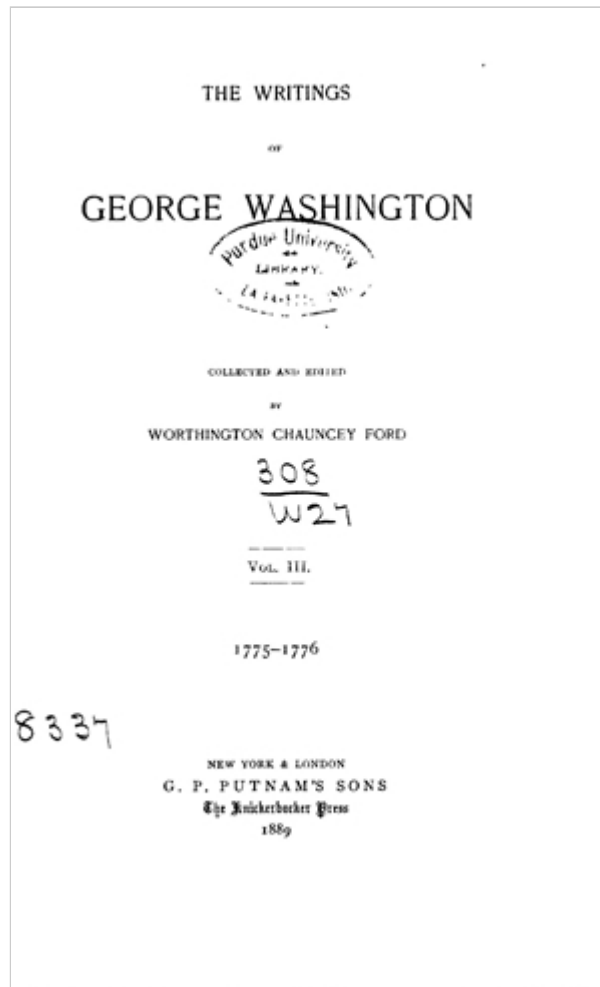 THE WRITINGS
OF
GEORGE WASHINGTON
Purdue University
LIBRARY.
COLLECTED AND EDITED
BY
WORTHINGTON CHAUNCEY FORD
308
W27
VOL. III.
1775–1776
8337
NEW YORK & LONDON
G. P. PUTNAM'S SONS
The Knickerbocker Press
1889